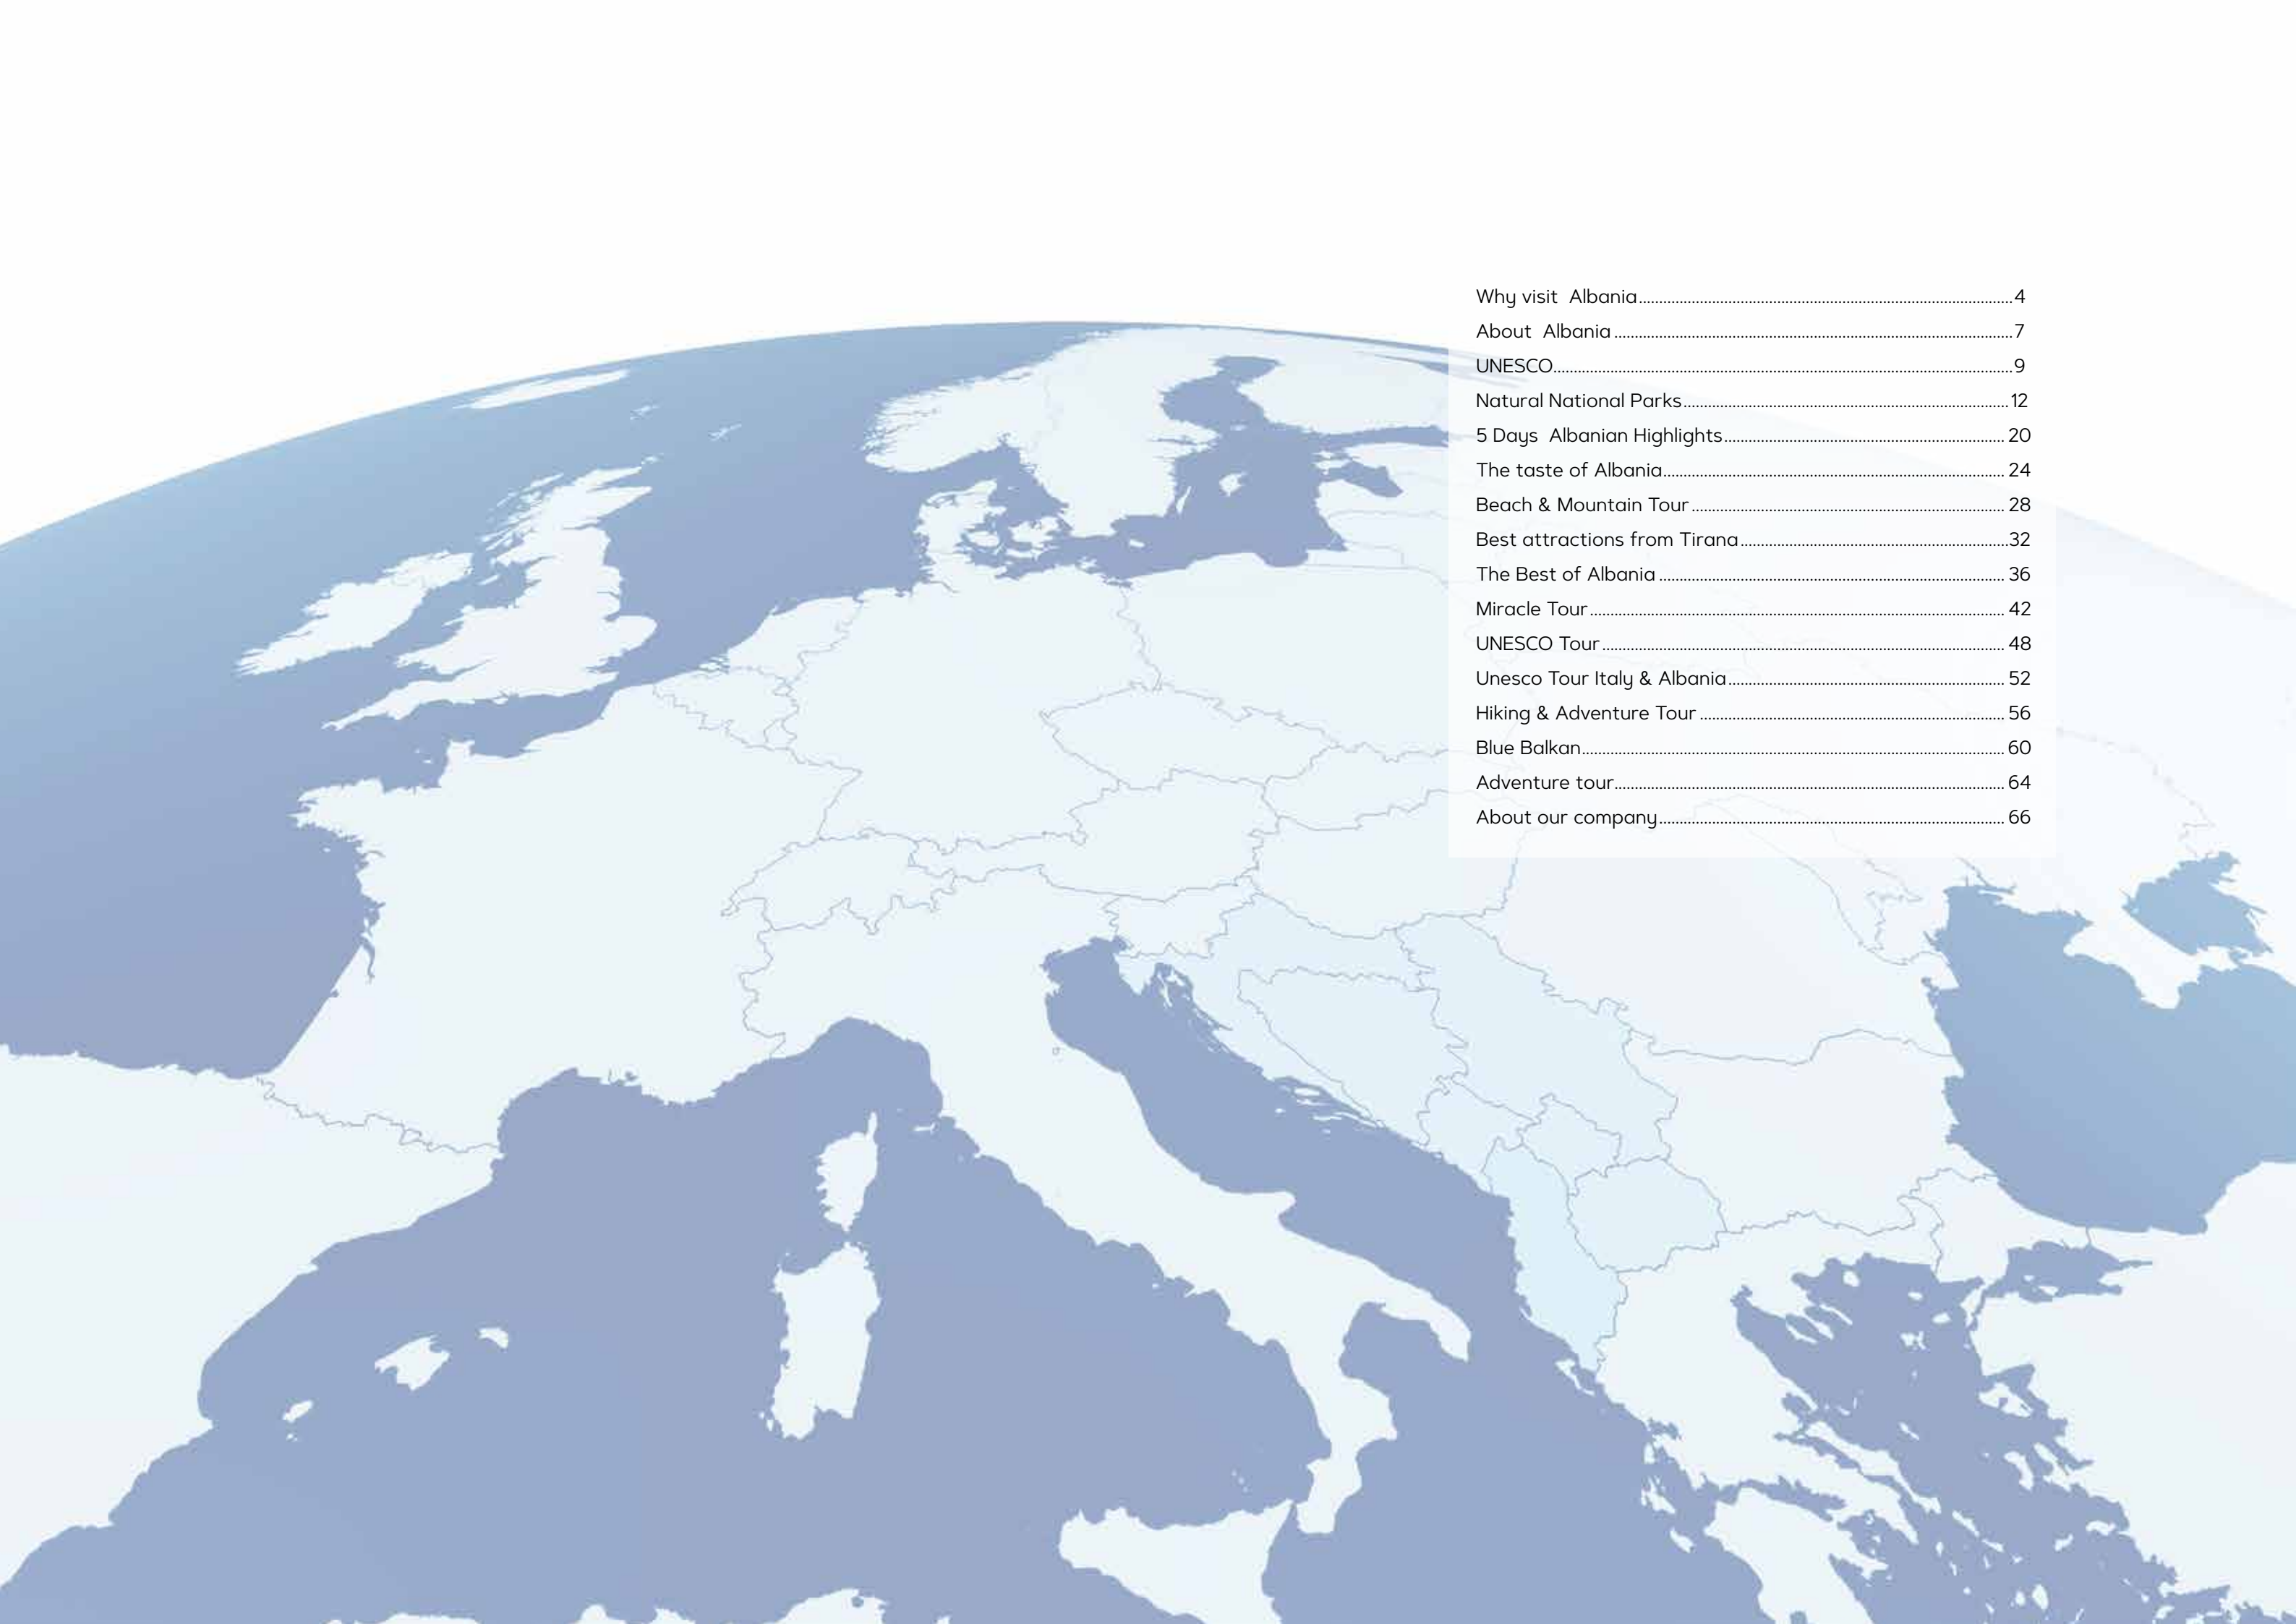 Why visit  Albania........................................4
About  Albania........................................7
UNESCO........................................9
Natural National Parks........................................12
5 Days  Albanian Highlights........................................20
The taste of Albania........................................24
Beach & Mountain Tour........................................28
Best attractions from Tirana........................................32
The Best of Albania........................................36
Miracle Tour........................................42
UNESCO Tour........................................48
Unesco Tour Italy & Albania........................................52
Hiking & Adventure Tour........................................56
Blue Balkan........................................60
Adventure tour........................................64
About our company........................................66